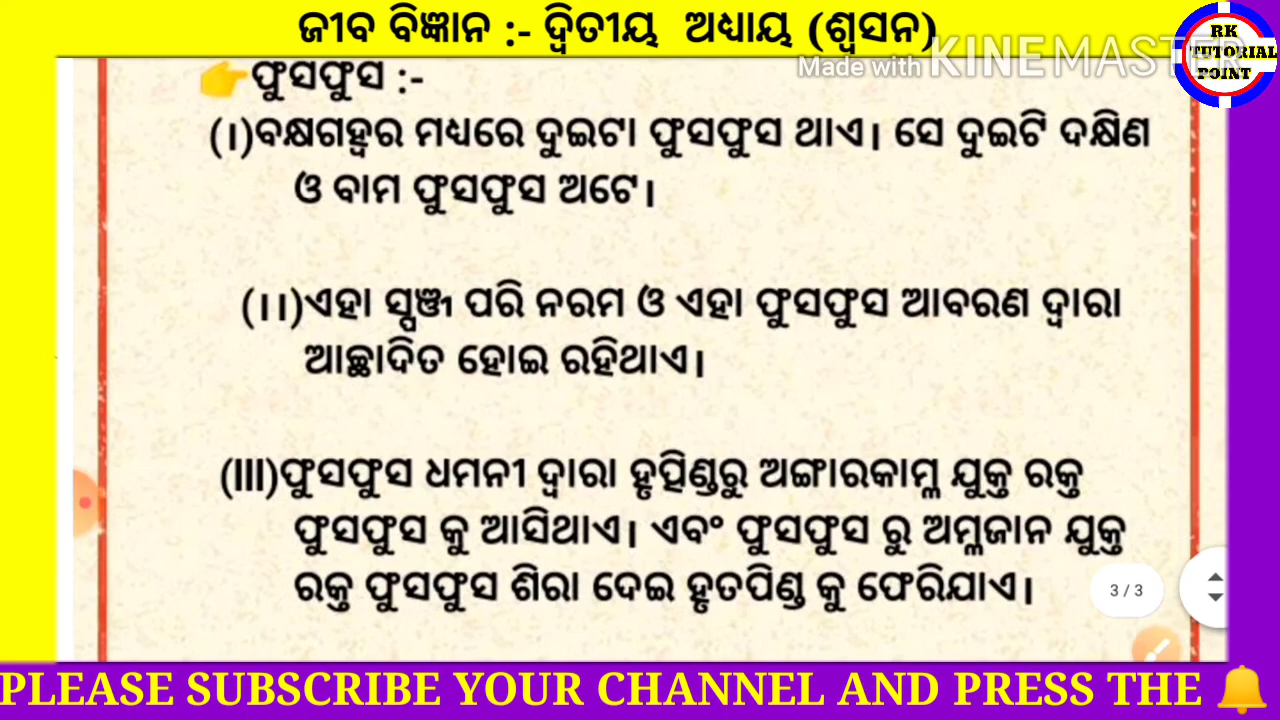 ଜୀବ ବିଜ୍ଞାନ :- ଦ୍ୱିତୀୟ ଅଧ୍ୟାୟ (ଶ୍ୱସନ)
Made with KINEMASTER
RK
TUTORIAL
POINT
👉ଫୁସଫୁସ :-
(।)ବକ୍ଷଗହ୍ୱର ମଧ୍ୟରେ ଦୁଇଟା ଫୁସଫୁସ ଥାଏ। ସେ ଦୁଇଟି ଦକ୍ଷିଣ
ଓ ବାମ ଫୁସଫୁସ ଅଟେ।
(।।)ଏହା ସ୍ପଞ୍ଜ ପରି ନରମ ଓ ଏହା ଫୁସଫୁସ ଆବରଣ ଦ୍ୱାରା
ଆଚ୍ଛାଦିତ ହୋଇ ରହିଥାଏ।
(III)ଫୁସଫୁସ ଧମନୀ ଦ୍ୱାରା ହୃତ୍ପିଣ୍ଡରୁ ଅଙ୍ଗାରକାମ୍ଳ ଯୁକ୍ତ ରକ୍ତ
ଫୁସଫୁସ କୁ ଆସିଥାଏ। ଏବଂ ଫୁସଫୁସ ରୁ ଅମ୍ଳଜାନ ଯୁକ୍ତ
ରକ୍ତ ଫୁସଫୁସ ଶିରା ଦେଇ ହୃତପିଣ୍ଡ କୁ ଫେରିଯାଏ।
3 / 3
PLEASE SUBSCRIBE YOUR CHANNEL AND PRESS THE 🔔